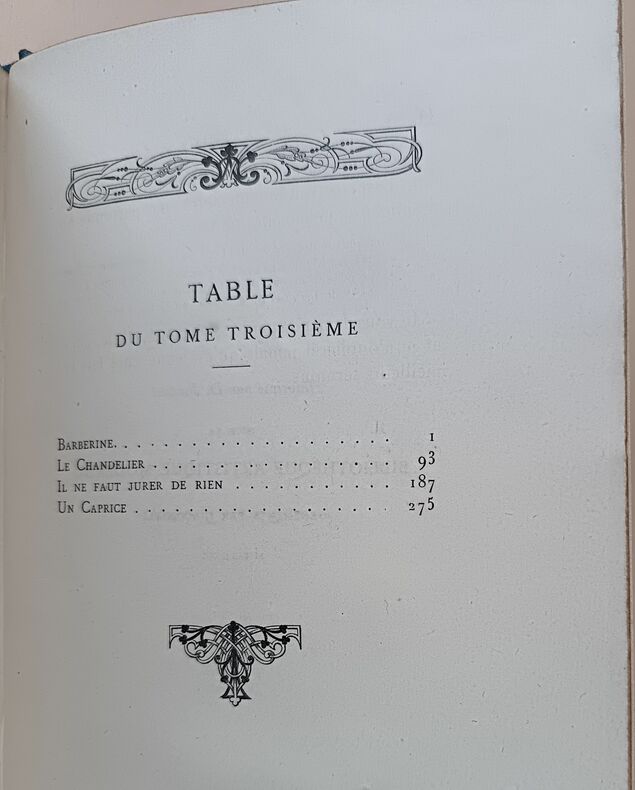 TABLE
DU TOME TROISIÈME
BARBERINE. . . . . . . . . . . . . . . . . . 1
LE CHANDELIER . . . . . . . . . . . . . . . 93
IL NE FAUT JURER DE RIEN . . . . . . . . . . . 187
UN CAPRICE . . . . . . . . . . . . . . . . . 275